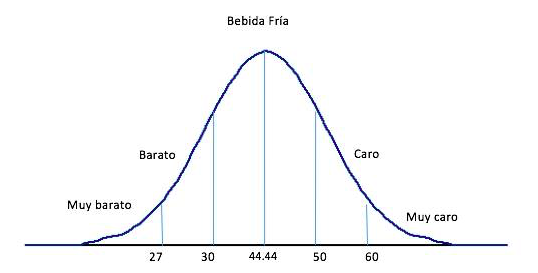 Bebida Fría
Barato
Caro
Muy barato
Muy caro
27 30 44.44 50 60